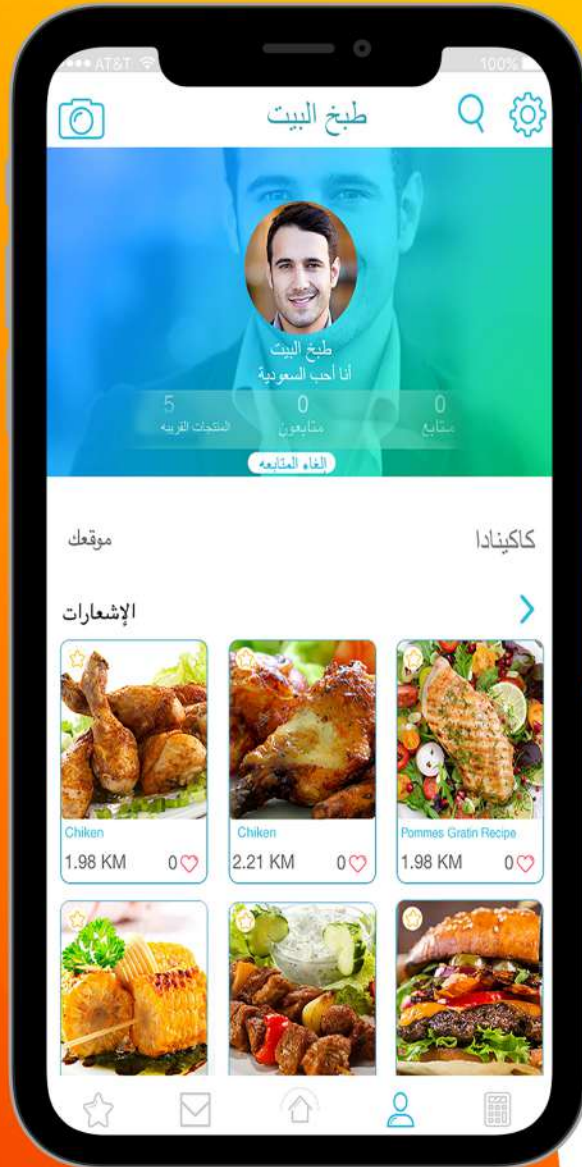 AT&T 100%
طبخ البيت
طبخ البيت
أنا أحب السعودية
0 0 5
متابع متابعون المنتجات القريبه
إلغاء المتابعه
كاكينادا موقعك
الإشعارات
Chiken Chiken Pommes Gratin Recipe
1.98 KM 0 2.21 KM 0 1.98 KM 0